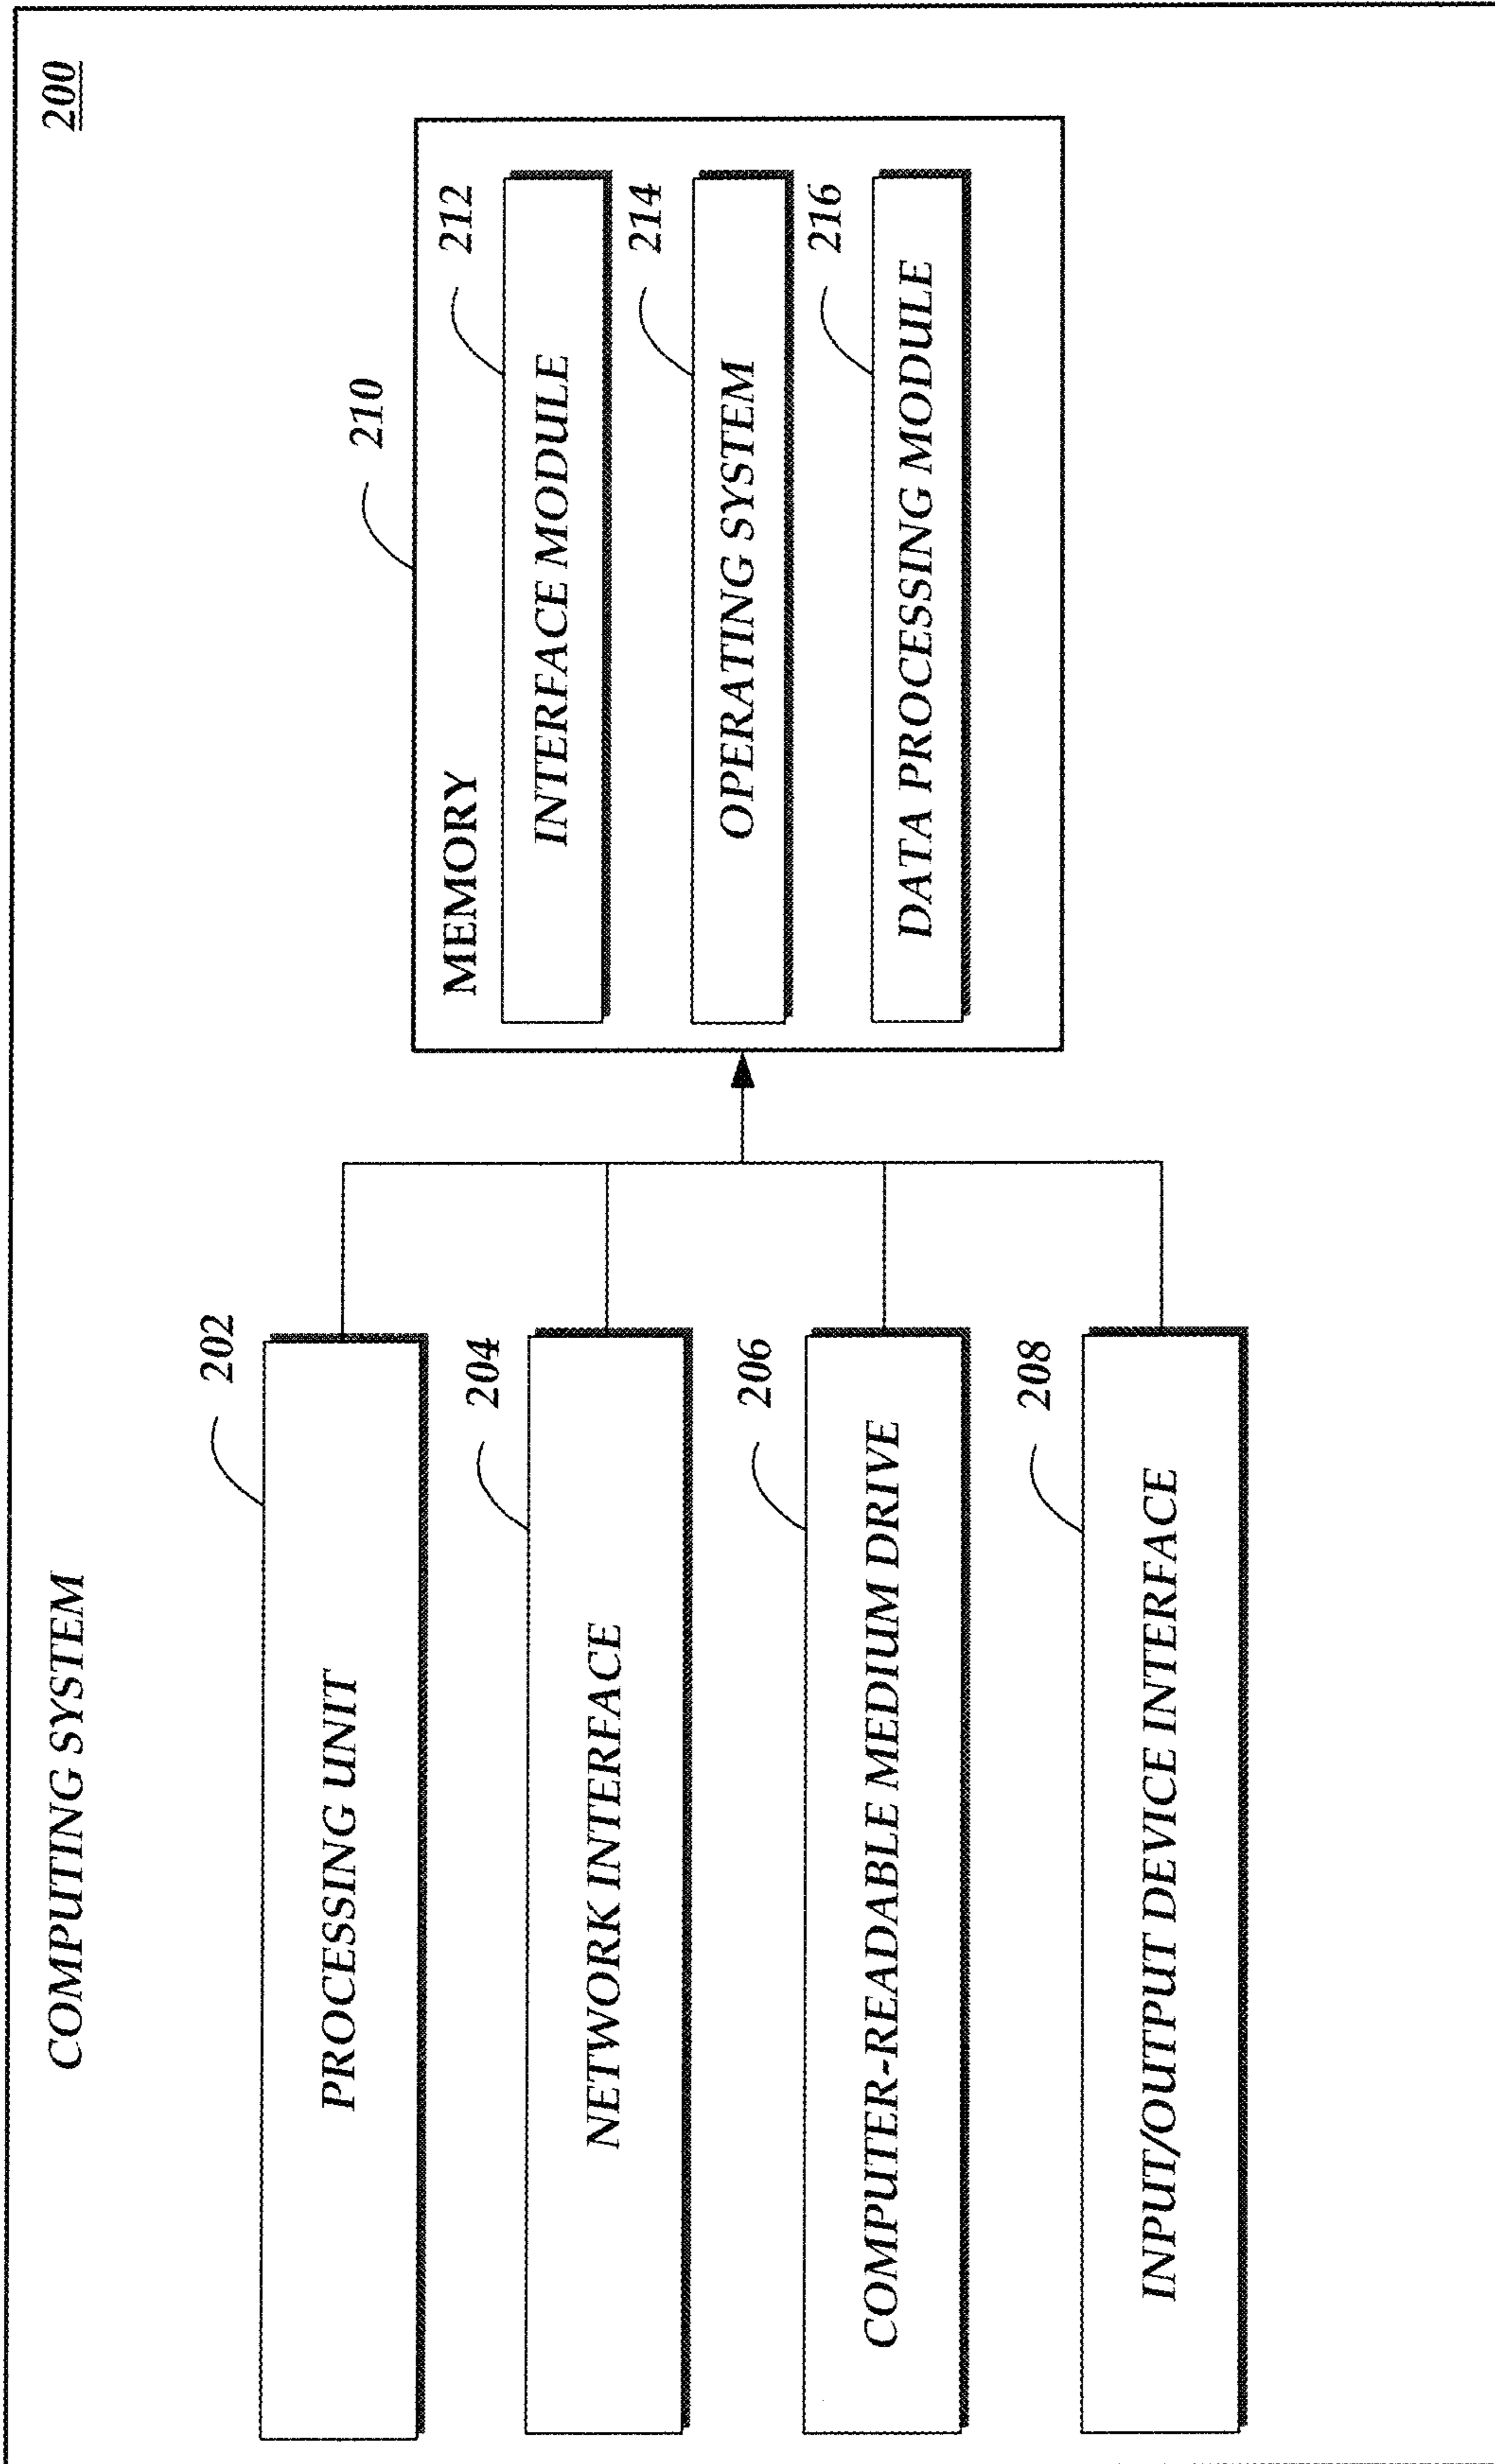 COMPUTING SYSTEM
200
202
PROCESSING UNIT
204
NETWORK INTERFACE
206
COMPUTER-READABLE MEDIUM DRIVE
208
INPUT/OUTPUT DEVICE INTERFACE
210
MEMORY
212
INTERFACE MODULE
214
OPERATING SYSTEM
216
DATA PROCESSING MODULE